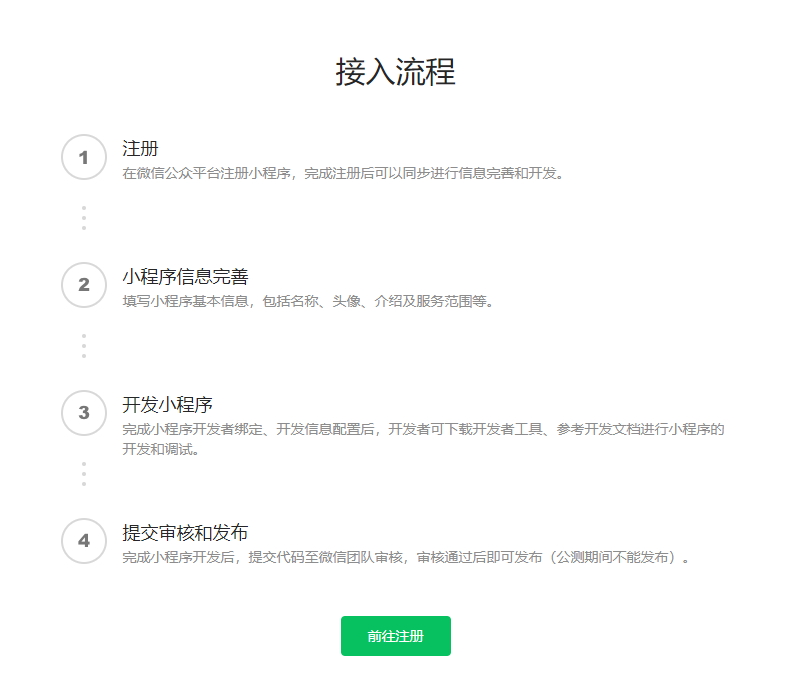 接入流程
1
注册
在微信公众平台注册小程序，完成注册后可以同步进行信息完善和开发。
2
小程序信息完善
填写小程序基本信息，包括名称、头像、介绍及服务范围等。
3
开发小程序
完成小程序开发者绑定、开发信息配置后，开发者可下载开发者工具、参考开发文档进行小程序的
开发和调试。
4
提交审核和发布
完成小程序开发后，提交代码至微信团队审核，审核通过后即可发布（公测期间不能发布）。
前往注册